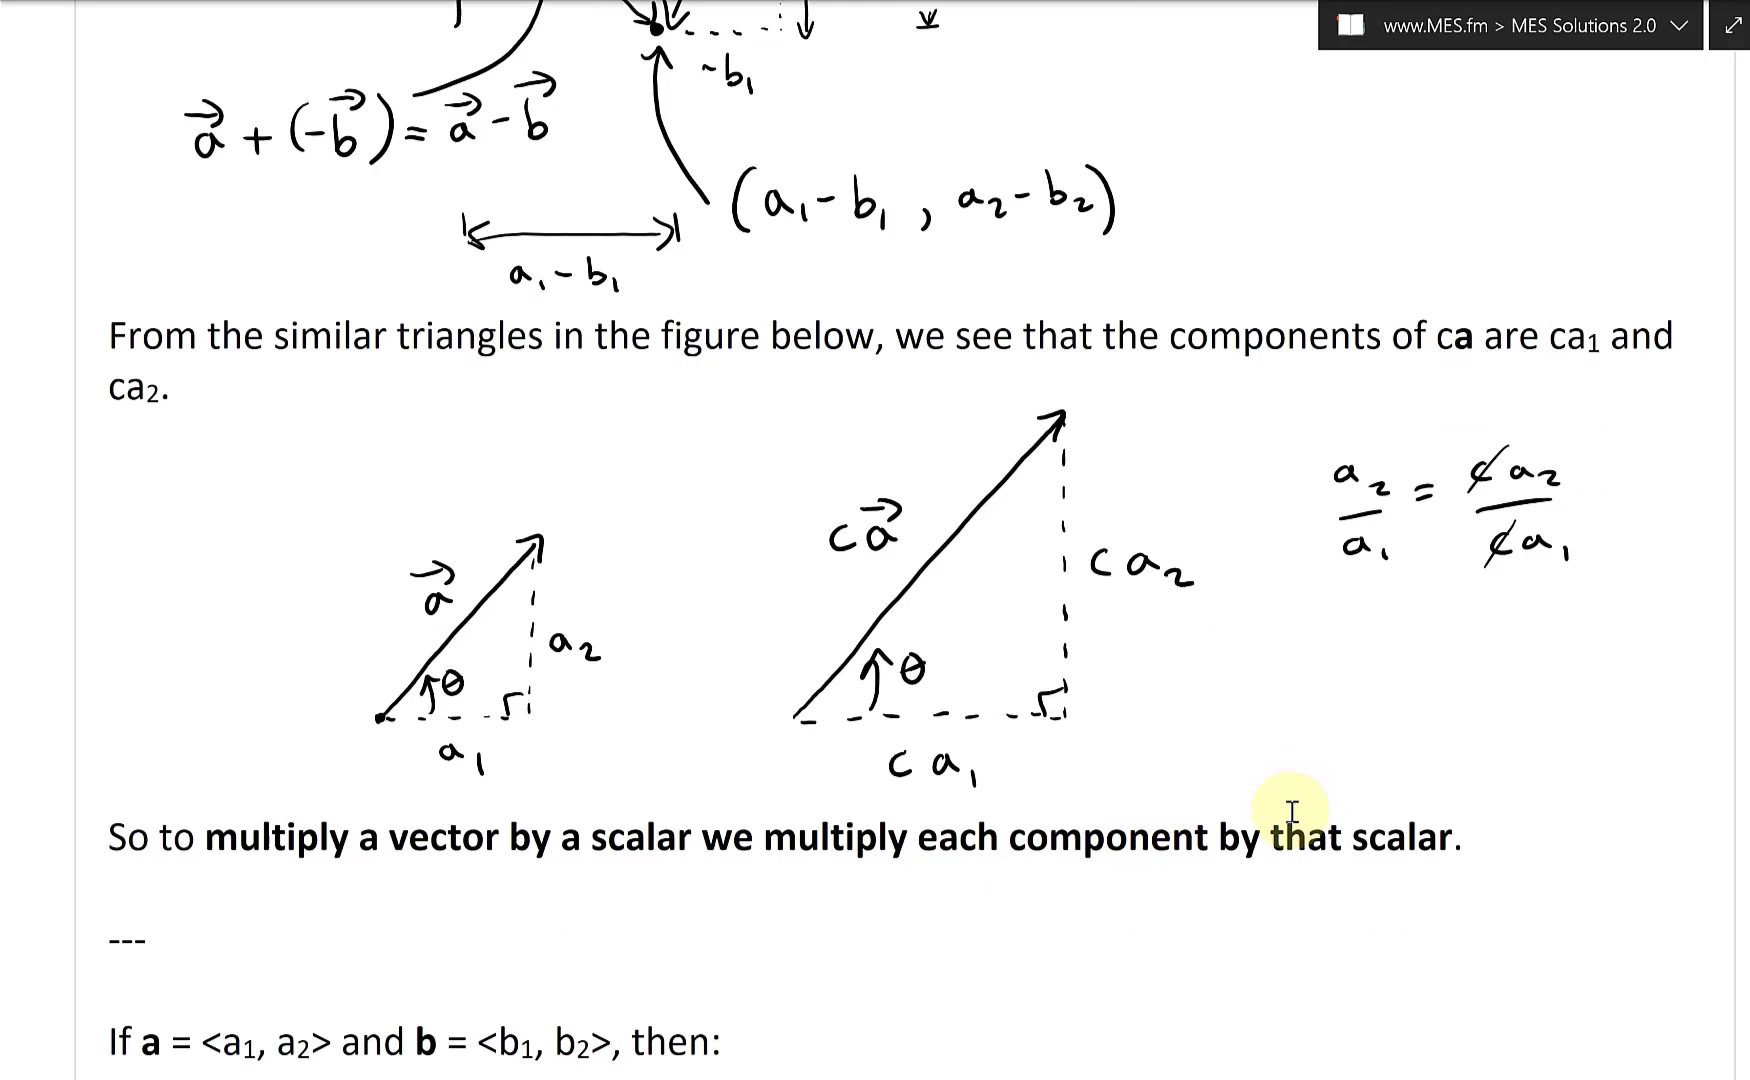 www.MES.fm > MES Solutions 2.0
-b₁
a⃗ + (-b⃗) = a⃗ - b⃗
(a₁ - b₁, a₂ - b₂)
a₁ - b₁
From the similar triangles in the figure below, we see that the components of ca are ca₁ and
ca₂.
a⃗
a₂
θ
a₁
ca⃗
ca₂
θ
ca₁
a₂/a₁ = ca₂/ca₁
So to multiply a vector by a scalar we multiply each component by that scalar.
---
If a = <a₁, a₂> and b = <b₁, b₂>, then: